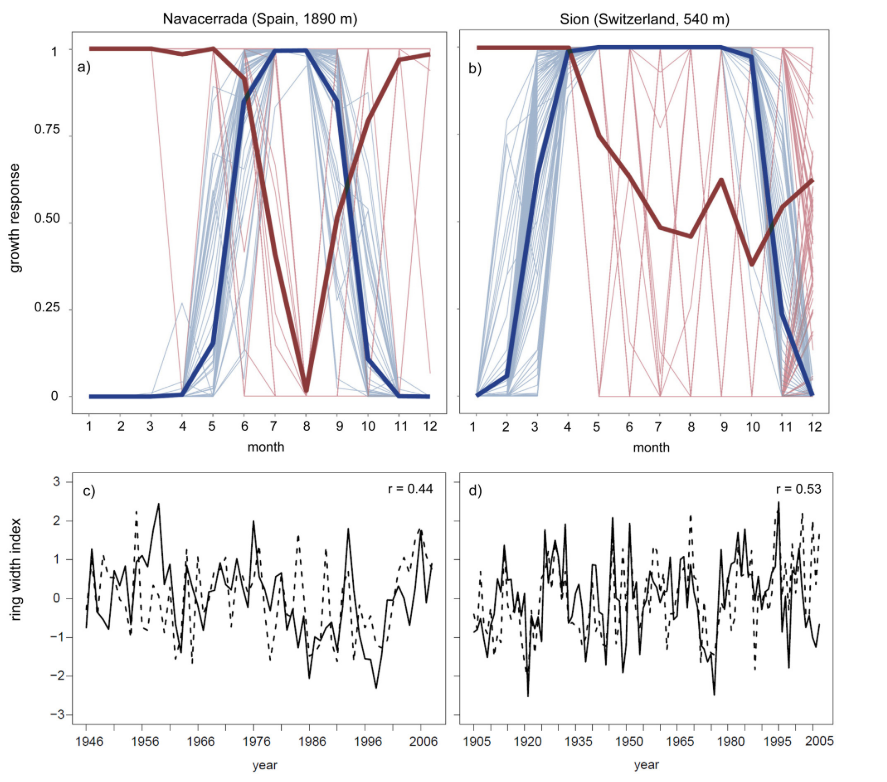 Navacerrada (Spain, 1890 m)
Sion (Switzerland, 540 m)
growth response
1
0.75
0.50
0.25
0
a)
b)
1 2 3 4 5 6 7 8 9 10 11 12
month
1 2 3 4 5 6 7 8 9 10 11 12
month
ring width index
3
2
1
0
−1
−2
−3
c)
r = 0.44
d)
r = 0.53
1946 1956 1966 1976 1986 1996 2006
year
1905 1920 1935 1950 1965 1980 1995 2005
year